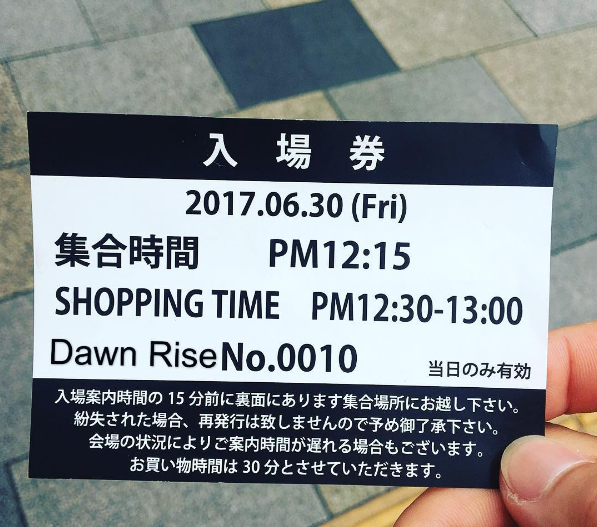 入場券
2017.06.30 (Fri)
集合時間 PM12:15
SHOPPING TIME PM12:30-13:00
Dawn Rise No.0010 当日のみ有効
入場案内時間の15分前に裏面にあります集合場所にお越し下さい。
紛失された場合、再発行は致しませんので予め御了承下さい。
会場の状況によりご案内時間が遅れる場合もございます。
お買い物時間は30分とさせていただきます。